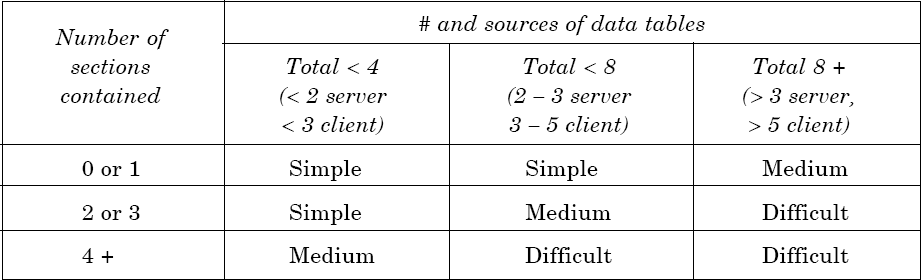 Number of sections contained
# and sources of data tables
Total < 4
(< 2 server
< 3 client)
Total < 8
(2 – 3 server
3 – 5 client)
Total 8 +
(> 3 server,
> 5 client)
0 or 1 Simple Simple Medium
2 or 3 Simple Medium Difficult
4 + Medium Difficult Difficult